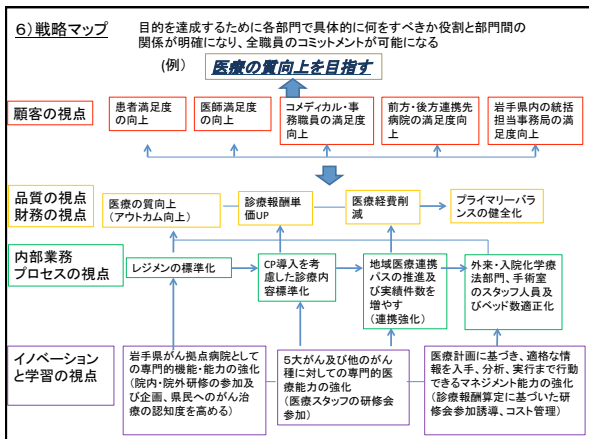 6）戦略マップ
目的を達成するために各部門で具体的に何をすべきか役割と部門間の
関係が明確になり、全職員のコミットメントが可能になる
(例)
医療の質向上を目指す
顧客の視点
患者満足度
の向上
医師満足度
の向上
コメディカル・事
務職員の満足度
向上
前方・後方連携先
病院の満足度向
上
岩手県内の統括
担当事務局の満
足度向上
品質の視点
財務の視点
医療の質向上
（アウトカム向上）
診療報酬単
価UP
医療経費削
減
プライマリーバラ
ンスの健全化
内部業務
プロセスの視点
レジメンの標準化
CP導入を考
慮した診療内
容標準化
地域医療連携
パスの推進及
び実績件数を
増やす
（連携強化）
外来・入院化学療
法部門、手術室
のスタッフ人員及
びベッド数適正化
イノベーション
と学習の視点
岩手県がん拠点病院として
の専門的機能・能力の強化
（院内・院外研修の参加及
び企画、県民へのがん治
療の認知度を高める）
5大がん及び他のがん
種に対しての専門的医
療能力の強化
（医療スタッフの研修会
参加）
医療計画に基づき、適格な情
報を入手、分析、実行まで行動
できるマネジメント能力の強化
（診療報酬算定に基づいた研
修会参加誘導、コスト管理）